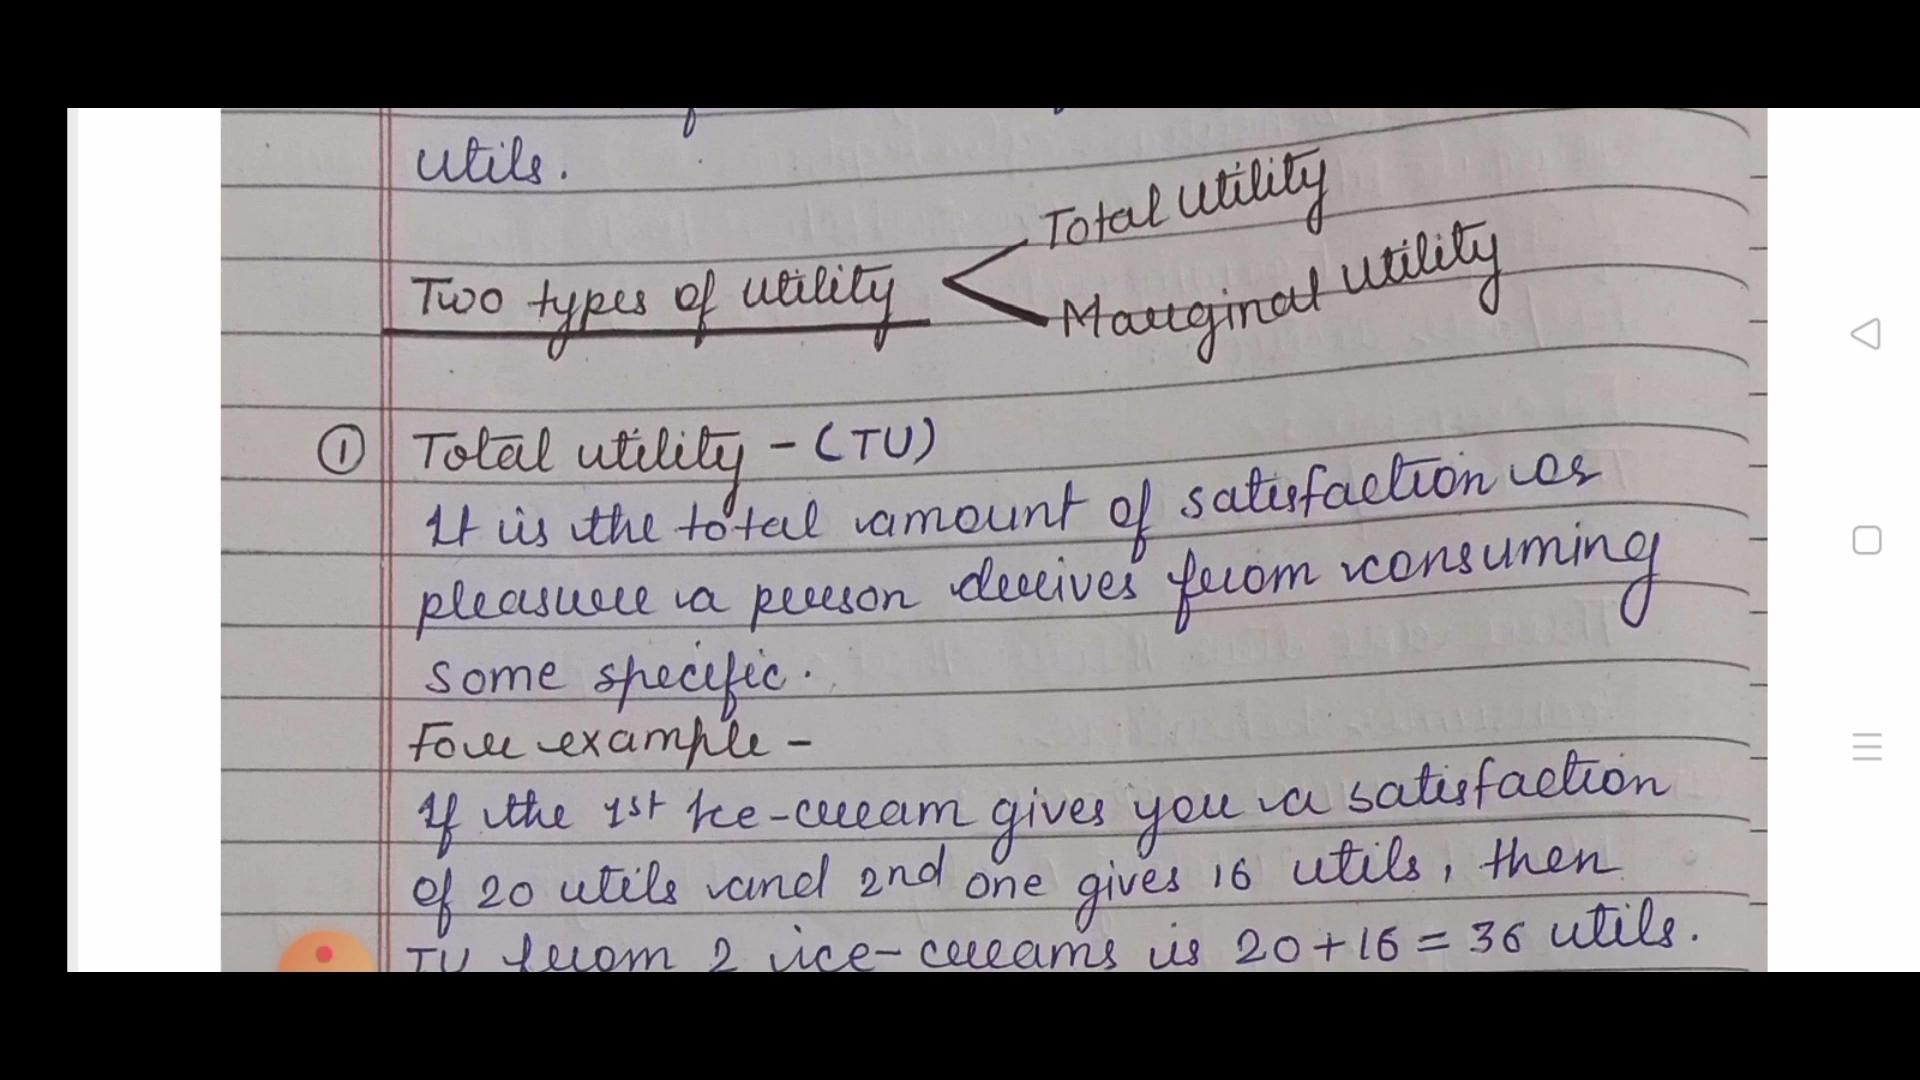 utils.
Two types of utility
Total utility
Marginal utility
① Total utility - (TU)
It is the total amount of satisfaction or
pleasure a person derives from consuming
some specific.
For example -
If the 1st Ice-cream gives you a satisfaction
of 20 utils and 2nd one gives 16 utils, then
TU from 2 ice-creams is 20+16 = 36 utils.